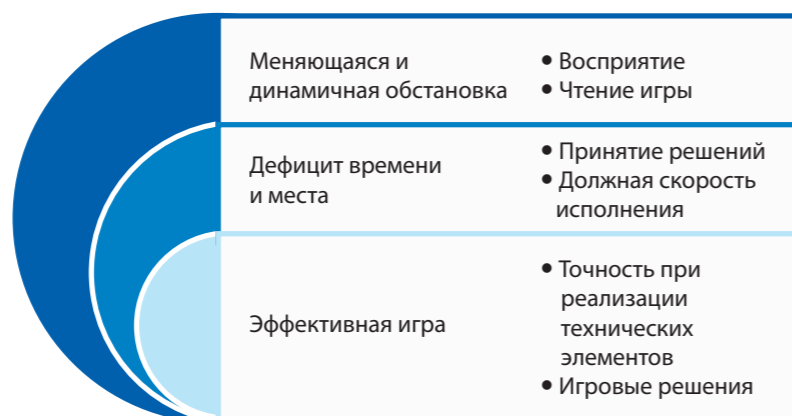 Меняющаяся и
динамичная обстановка
• Восприятие
• Чтение игры
Дефицит времени
и места
• Принятие решений
• Должная скорость
исполнения
Эффективная игра
• Точность при
реализации
технических
элементов
• Игровые решения